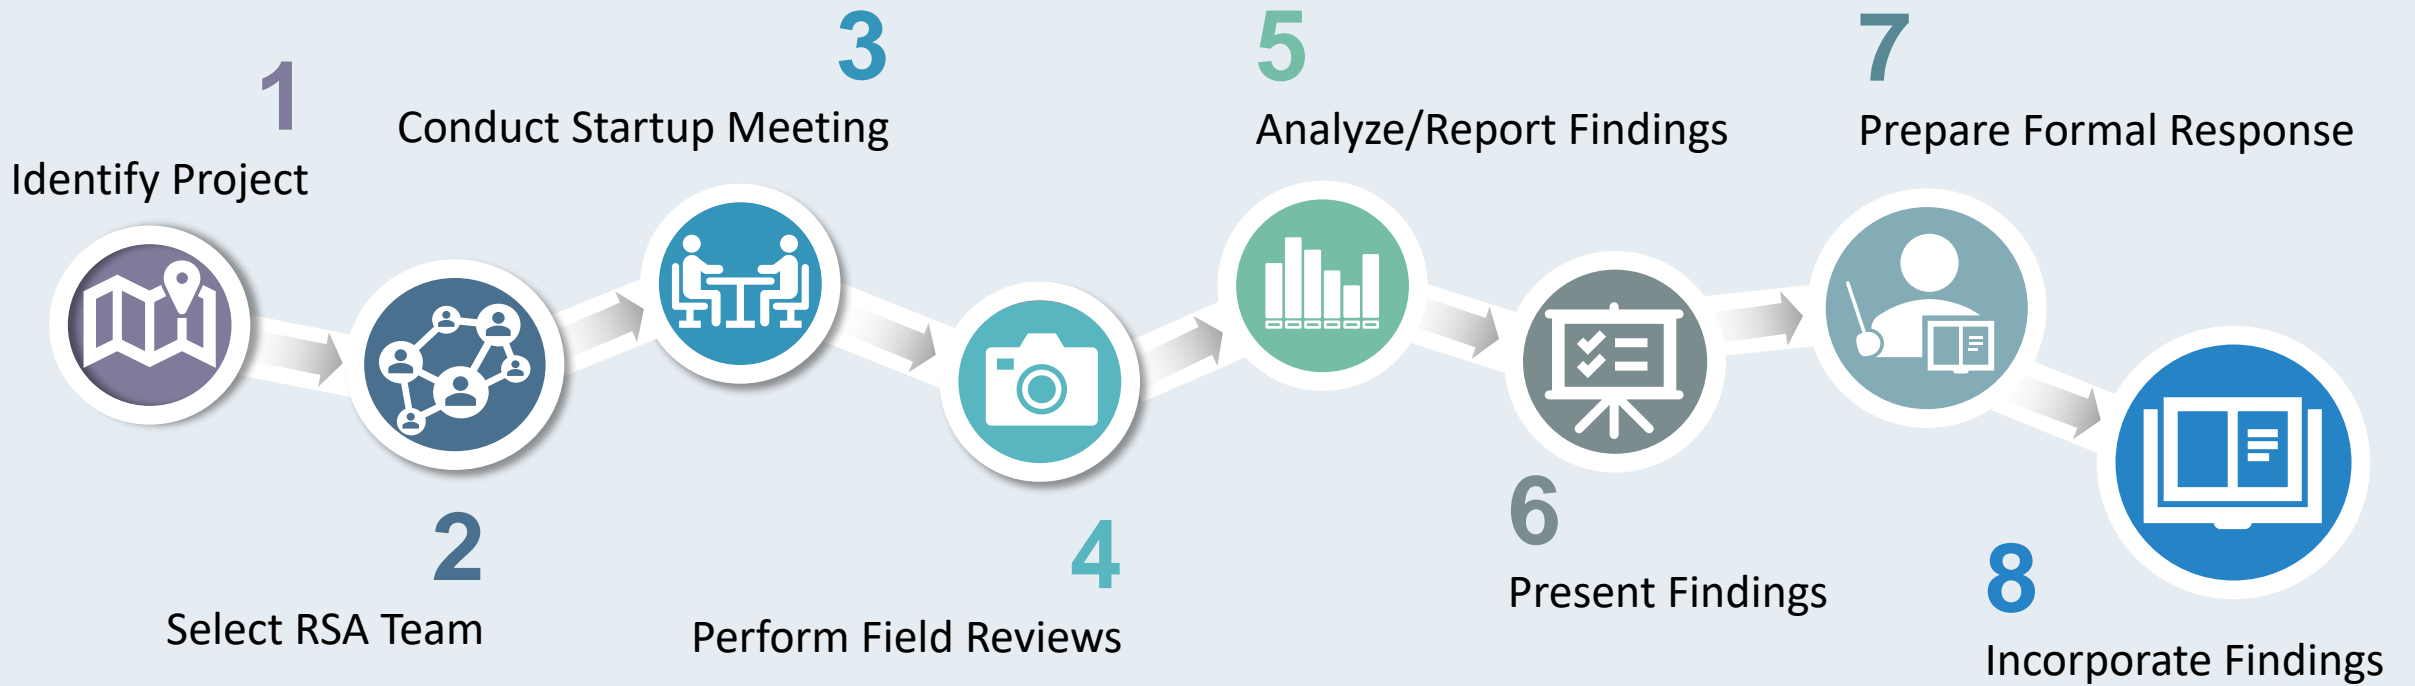 1
Identify Project
2
Select RSA Team
3
Conduct Startup Meeting
4
Perform Field Reviews
5
Analyze/Report Findings
6
Present Findings
7
Prepare Formal Response
8
Incorporate Findings